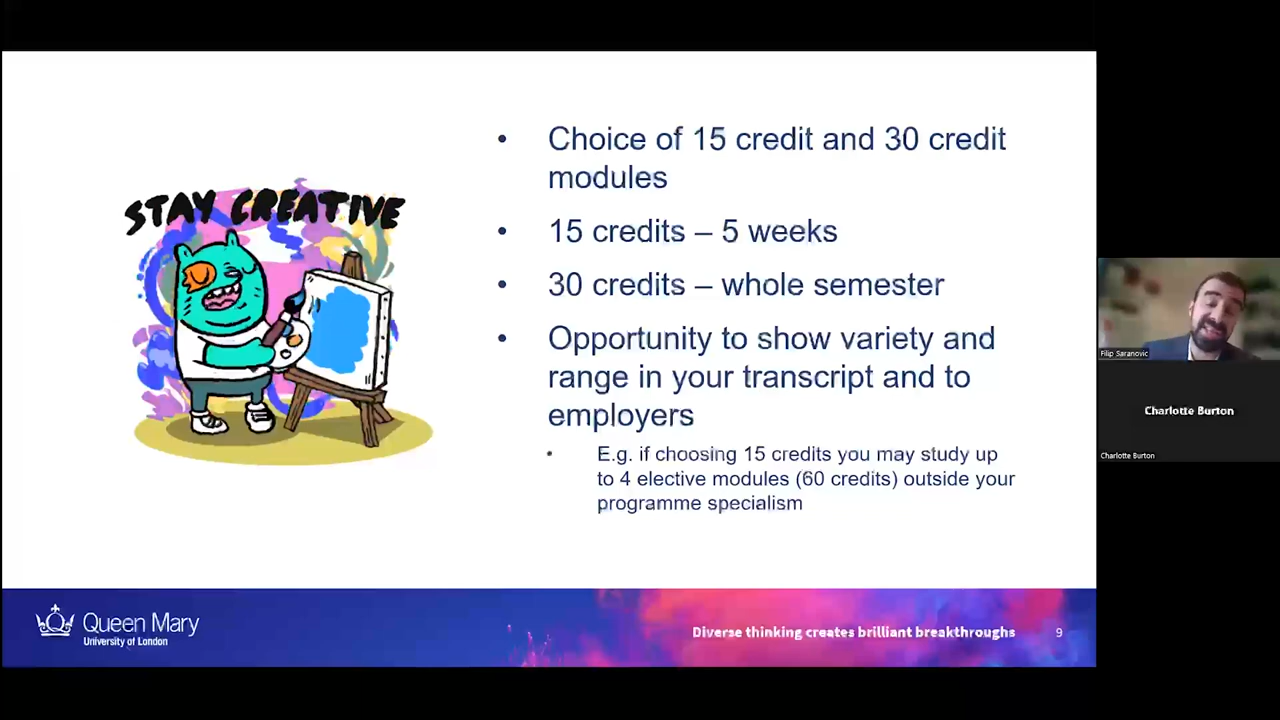 STAY CREATIVE
• Choice of 15 credit and 30 credit
modules
• 15 credits – 5 weeks
• 30 credits – whole semester
• Opportunity to show variety and
range in your transcript and to
employers
• E.g. if choosing 15 credits you may study up
to 4 elective modules (60 credits) outside your
programme specialism
Filip Saranovic
Charlotte Burton
Charlotte Burton
Queen Mary
University of London
Diverse thinking creates brilliant breakthroughs
9